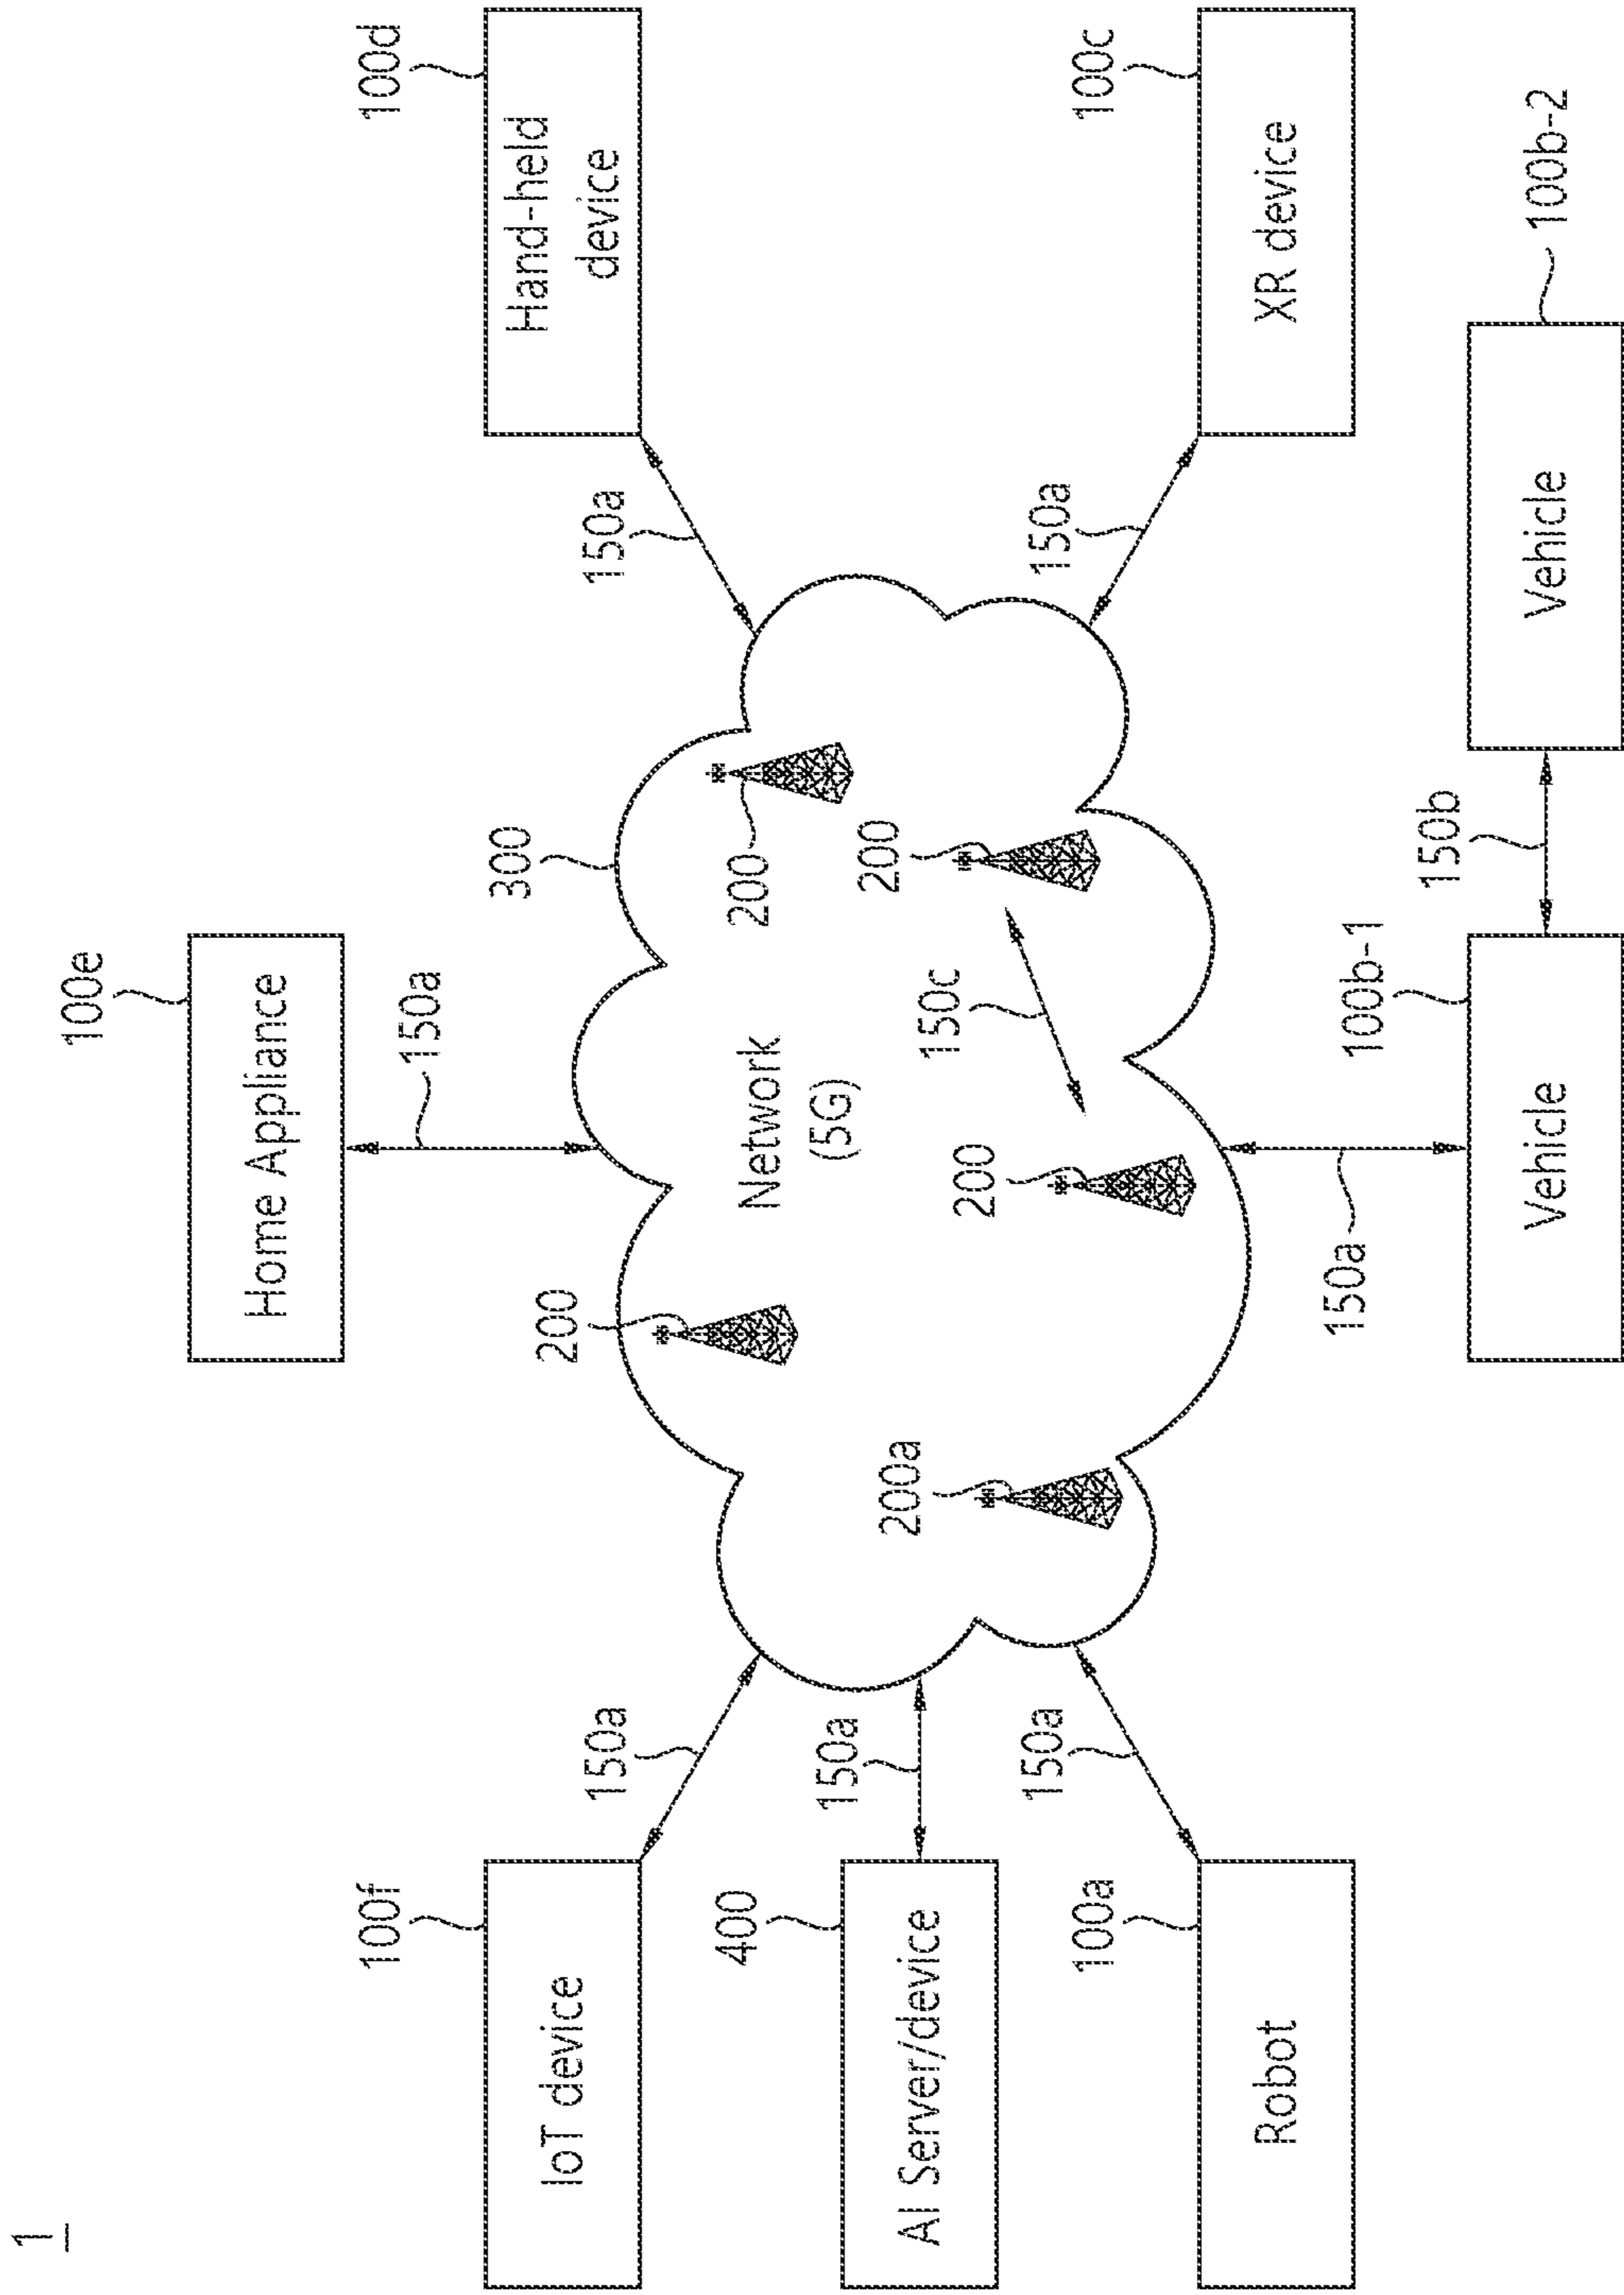 1
100e
Home Appliance
150a
100f
IoT device
150a
300
100d
Hand-held
device
150a
200
200
Network
(5G)
400
AI Server/device
150a
200a
200
200
150c
100a
Robot
150a
150a
100c
XR device
150a
100b-1
Vehicle
150b
Vehicle
100b-2